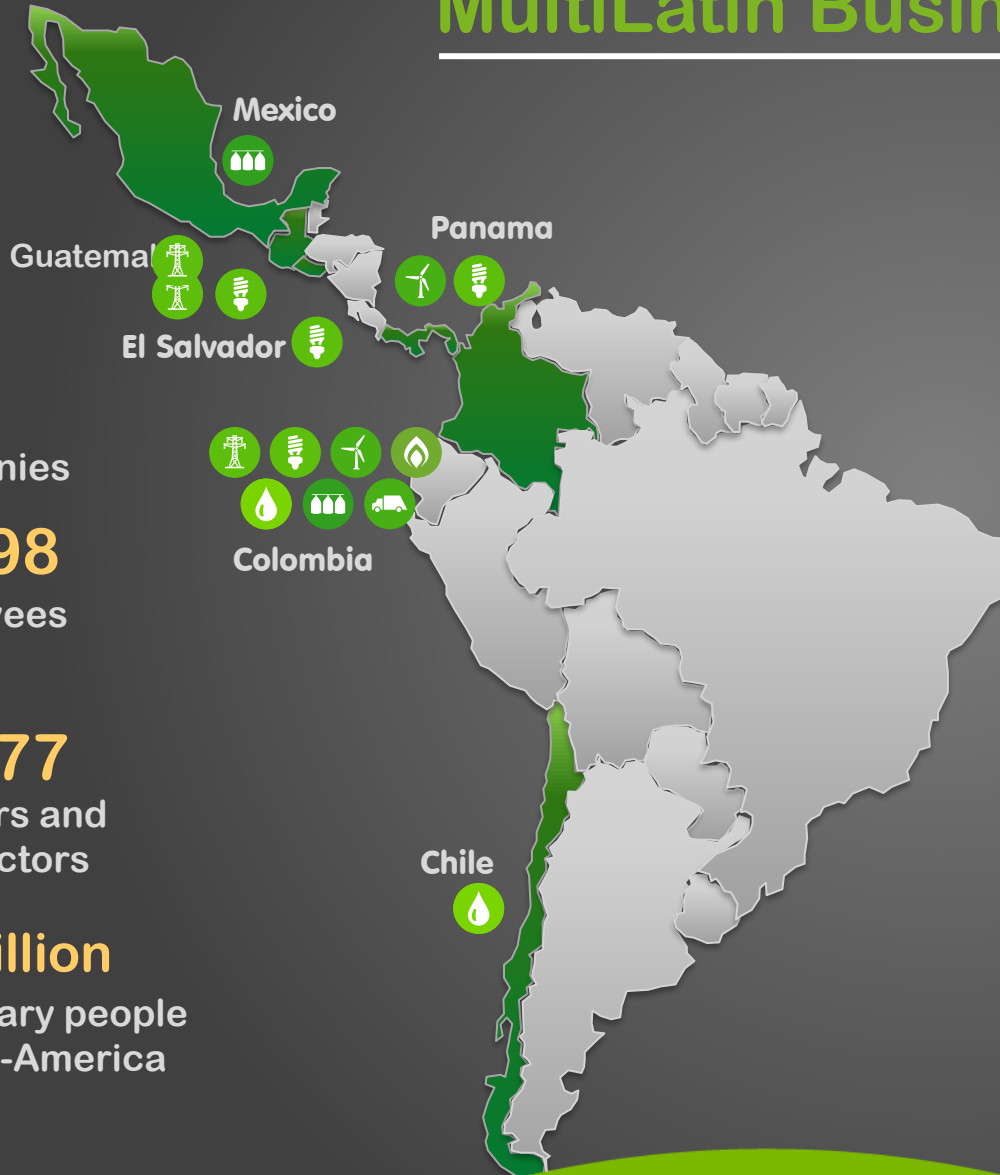 MultiLatin Busin
Mexico
Panama
Guatemal
El Salvador
nies
98
ees
Colombia
77
rs and
ctors
Chile
illion
ary people
-America